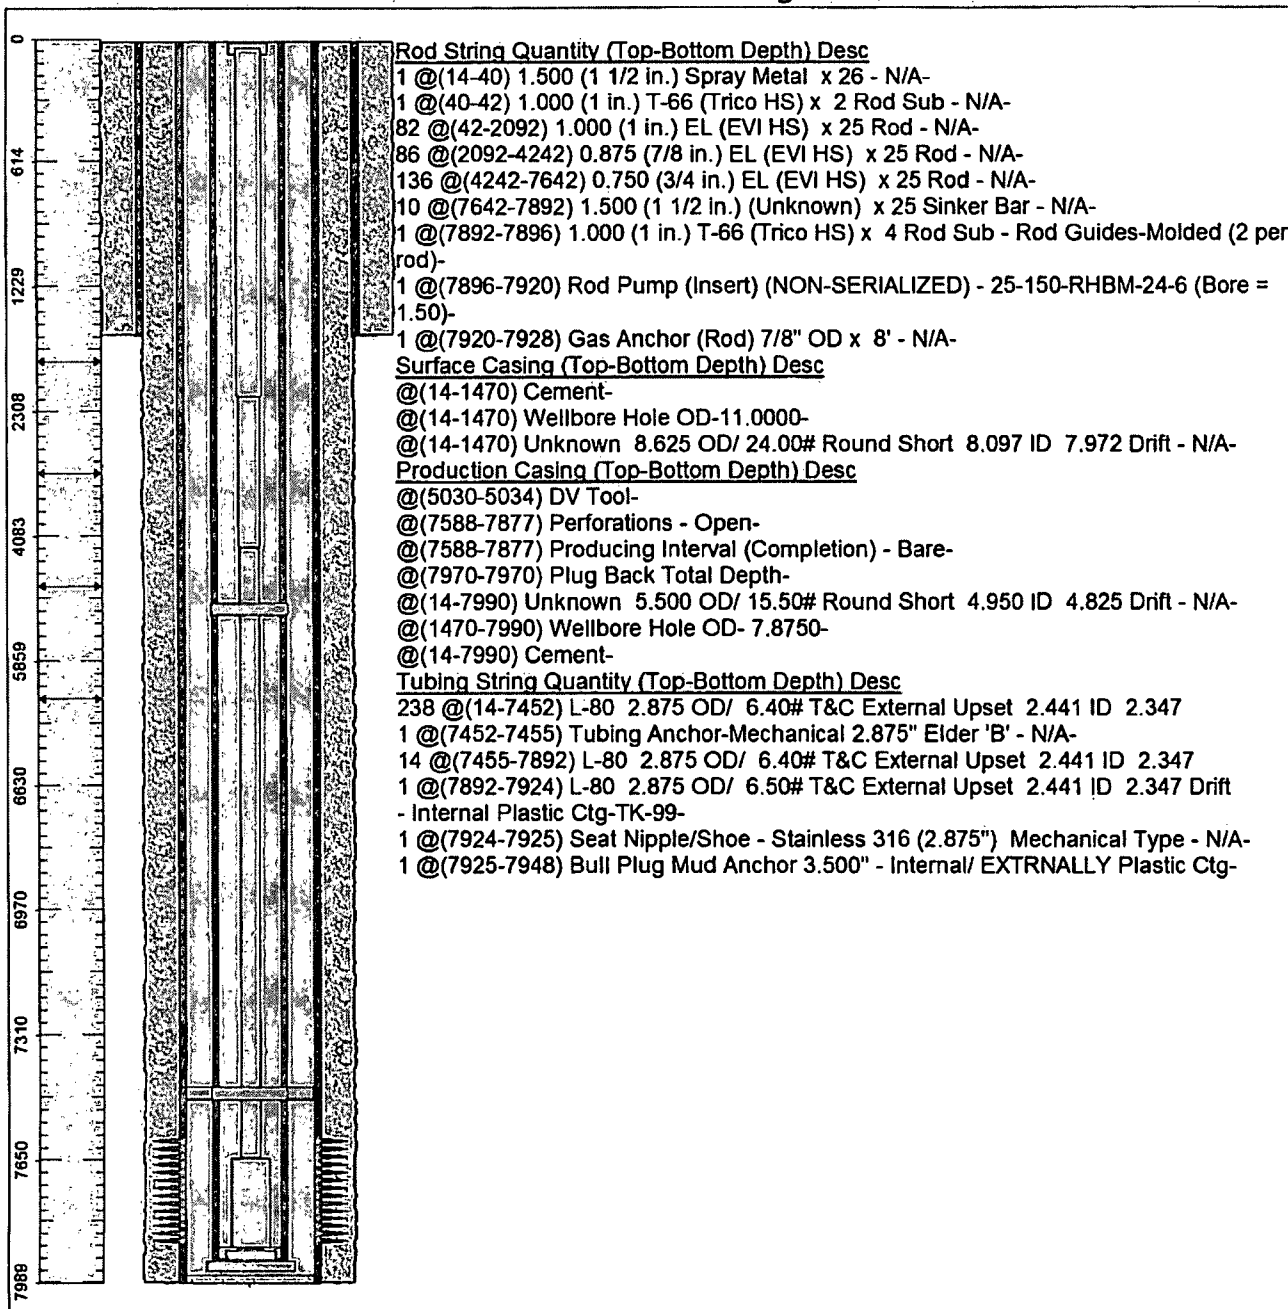 Rod String Quantity (Top-Bottom Depth) Desc
1 @(14-40) 1.500 (1 1/2 in.) Spray Metal x 26 - N/A-
1 @(40-42) 1.000 (1 in.) T-66 (Trico HS) x 2 Rod Sub - N/A-
82 @(42-2092) 1.000 (1 in.) EL (EVI HS) x 25 Rod - N/A-
86 @(2092-4242) 0.875 (7/8 in.) EL (EVI HS) x 25 Rod - N/A-
136 @(4242-7642) 0.750 (3/4 in.) EL (EVI HS) x 25 Rod - N/A-
10 @(7642-7892) 1.500 (1 1/2 in.) (Unknown) x 25 Sinker Bar - N/A-
1 @(7892-7896) 1.000 (1 in.) T-66 (Trico HS) x 4 Rod Sub - Rod Guides-Molded (2 per
rod)-
1 @(7896-7920) Rod Pump (Insert) (NON-SERIALIZED) - 25-150-RHBM-24-6 (Bore =
1.50)-
1 @(7920-7928) Gas Anchor (Rod) 7/8" OD x 8' - N/A-
Surface Casing (Top-Bottom Depth) Desc
@(14-1470) Cement-
@(14-1470) Wellbore Hole OD-11.0000-
@(14-1470) Unknown 8.625 OD/ 24.00# Round Short 8.097 ID 7.972 Drift - N/A-
Production Casing (Top-Bottom Depth) Desc
@(5030-5034) DV Tool-
@(7588-7877) Perforations - Open-
@(7588-7877) Producing Interval (Completion) - Bare-
@(7970-7970) Plug Back Total Depth-
@(14-7990) Unknown 5.500 OD/ 15.50# Round Short 4.950 ID 4.825 Drift - N/A-
@(1470-7990) Wellbore Hole OD- 7.8750-
@(14-7990) Cement-
Tubing String Quantity (Top-Bottom Depth) Desc
238 @(14-7452) L-80 2.875 OD/ 6.40# T&C External Upset 2.441 ID 2.347
1 @(7452-7455) Tubing Anchor-Mechanical 2.875" Elder 'B' - N/A-
14 @(7455-7892) L-80 2.875 OD/ 6.40# T&C External Upset 2.441 ID 2.347
1 @(7892-7924) L-80 2.875 OD/ 6.50# T&C External Upset 2.441 ID 2.347 Drift
- Internal Plastic Ctg-TK-99-
1 @(7924-7925) Seat Nipple/Shoe - Stainless 316 (2.875") Mechanical Type - N/A-
1 @(7925-7948) Bull Plug Mud Anchor 3.500" - Internal/ EXTRNALLY Plastic Ctg-
0
614
1229
2308
4083
5859
6630
6970
7310
7650
7989